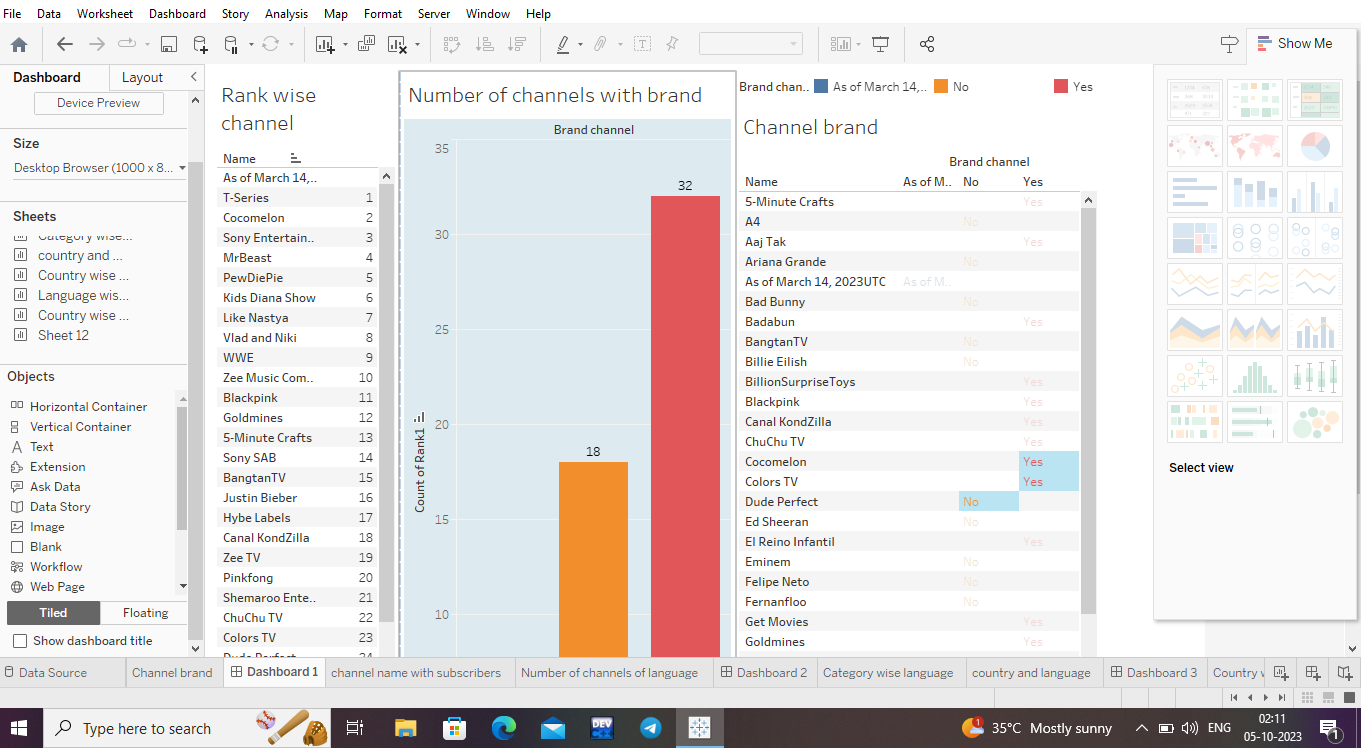 File Data Worksheet Dashboard Story Analysis Map Format Server Window Help
Show Me
Dashboard Layout
Device Preview
Size
Desktop Browser (1000 x 8...
Sheets
Category wise...
country and ...
Country wise ...
Language wis...
Country wise ...
Sheet 12
Objects
Horizontal Container
Vertical Container
Text
Extension
Ask Data
Data Story
Image
Blank
Workflow
Web Page
Tiled Floating
Show dashboard title
Rank wise
channel
Name
As of March 14,..
T-Series 1
Cocomelon 2
Sony Entertain.. 3
MrBeast 4
PewDiePie 5
Kids Diana Show 6
Like Nastya 7
Vlad and Niki 8
WWE 9
Zee Music Com.. 10
Blackpink 11
Goldmines 12
5-Minute Crafts 13
Sony SAB 14
BangtanTV 15
Justin Bieber 16
Hybe Labels 17
Canal KondZilla 18
Zee TV 19
Pinkfong 20
Shemaroo Ente.. 21
ChuChu TV 22
Colors TV 23
Dude Perfect 24
Number of channels with brand
Brand channel
35
30
25
20
15
10
Count of Rank1
18
32
Brand chan.. As of March 14,.. No Yes
Channel brand
Brand channel
Name As of M.. No Yes
5-Minute Crafts Yes
A4 No
Aaj Tak Yes
Ariana Grande No
As of March 14, 2023UTC As of M..
Bad Bunny No
Badabun Yes
BangtanTV No
Billie Eilish No
BillionSurpriseToys Yes
Blackpink Yes
Canal KondZilla Yes
ChuChu TV Yes
Cocomelon Yes
Colors TV Yes
Dude Perfect No
Ed Sheeran No
El Reino Infantil Yes
Eminem No
Felipe Neto No
Fernanfloo No
Get Movies Yes
Goldmines Yes
Select view
Data Source Channel brand Dashboard 1 channel name with subscribers Number of channels of language Dashboard 2 Category wise language country and language Dashboard 3 Country
Type here to search
DEV
1
35°C Mostly sunny
ENG
02:11
05-10-2023
1